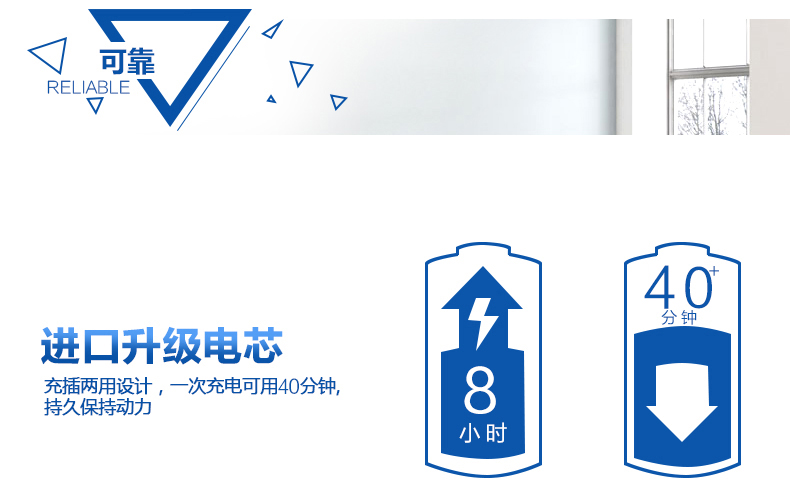 可靠
RELIABLE
进口升级电芯
充插两用设计，一次充电可用40分钟,
持久保持动力
8
小时
40+
分钟